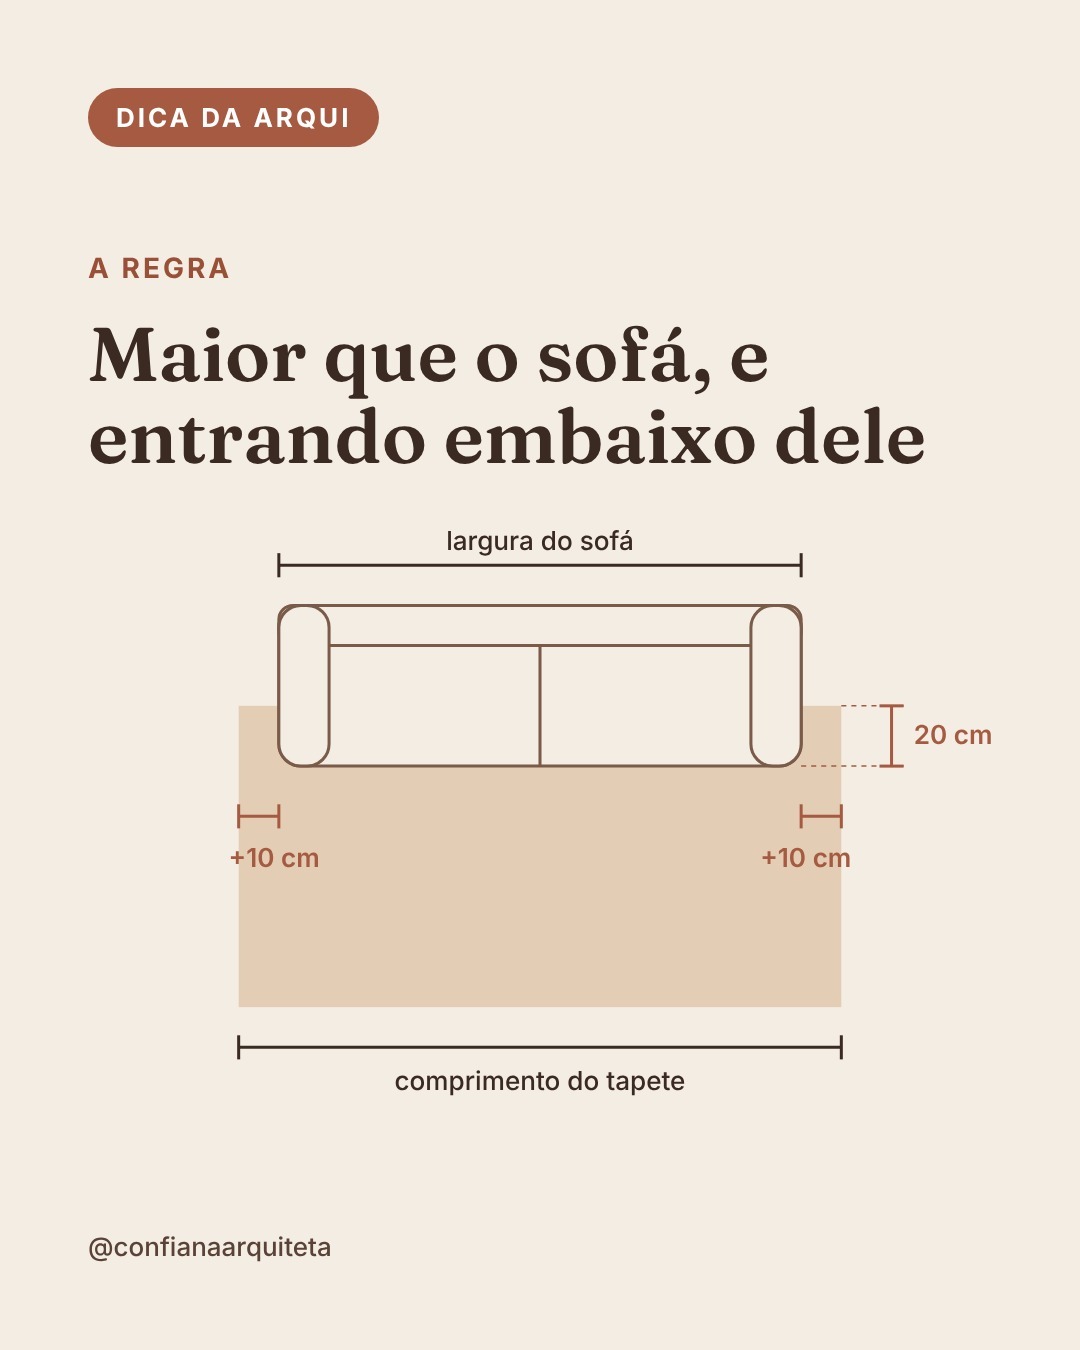 DICA DA ARQUI
A REGRA
Maior que o sofá, e
entrando embaixo dele
largura do sofá
20 cm
+10 cm
+10 cm
comprimento do tapete
@confianaarquiteta